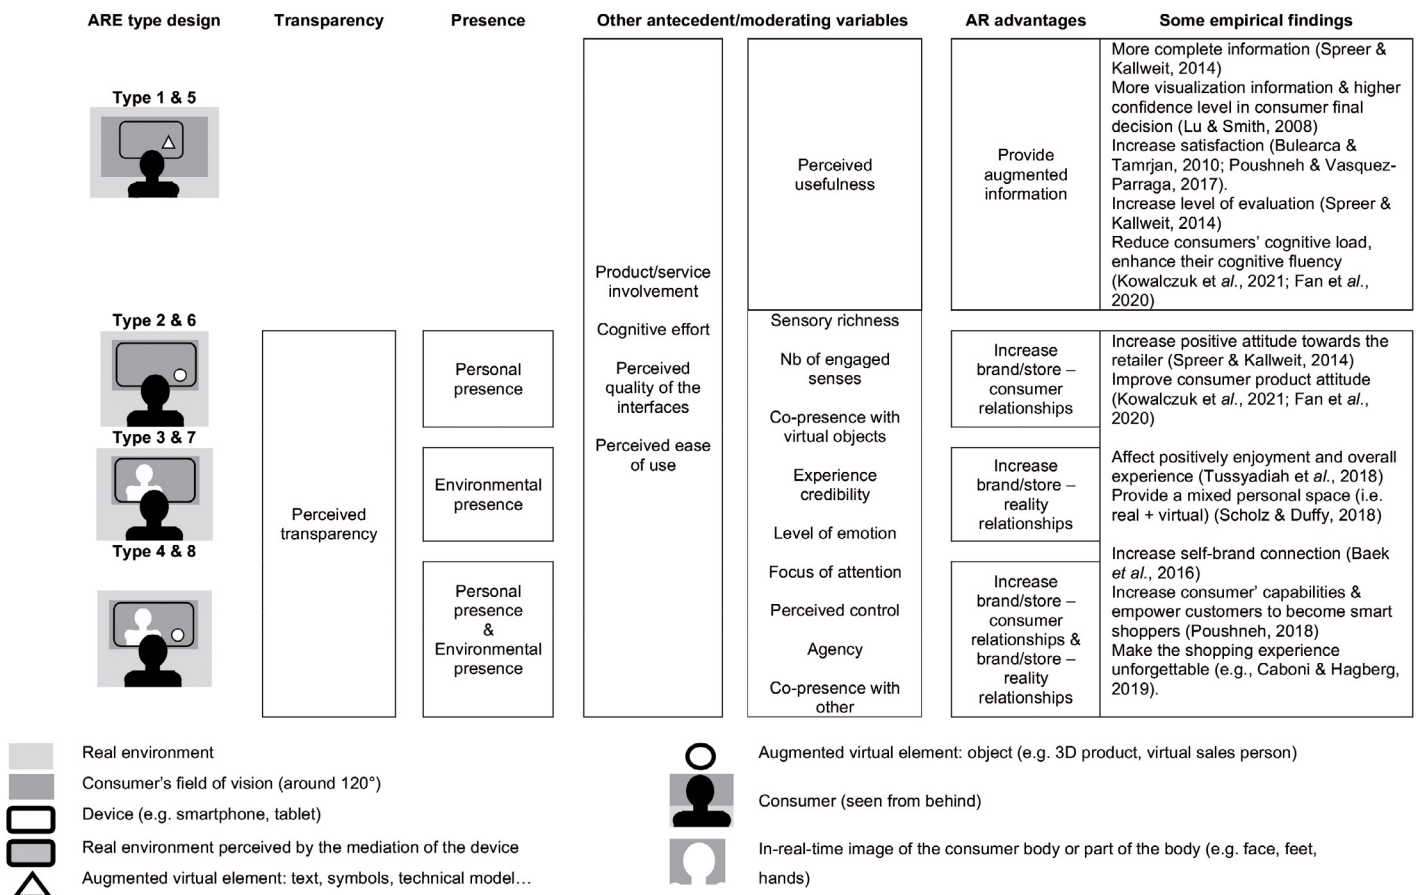 ARE type design
Transparency
Presence
Other antecedent/moderating variables
AR advantages
Some empirical findings
Type 1 & 5
Type 2 & 6
Type 3 & 7
Type 4 & 8
Perceived
transparency
Personal
presence
Environmental
presence
Personal
presence
&
Environmental
presence
Product/service
involvement
Cognitive effort
Perceived
quality of the
interfaces
Perceived ease
of use
Perceived
usefulness
Sensory richness
Nb of engaged
senses
Co-presence with
virtual objects
Experience
credibility
Level of emotion
Focus of attention
Perceived control
Agency
Co-presence with
other
Provide
augmented
information
Increase
brand/store –
consumer
relationships
Increase
brand/store –
reality
relationships
Increase
brand/store –
consumer
relationships &
brand/store –
reality
relationships
More complete information (Spreer &
Kallweit, 2014)
More visualization information & higher
confidence level in consumer final
decision (Lu & Smith, 2008)
Increase satisfaction (Bulearca &
Tamrjan, 2010; Poushneh & Vasquez-
Parraga, 2017).
Increase level of evaluation (Spreer &
Kallweit, 2014)
Reduce consumers’ cognitive load,
enhance their cognitive fluency
(Kowalczuk et al., 2021; Fan et al.,
2020)
Increase positive attitude towards the
retailer (Spreer & Kallweit, 2014)
Improve consumer product attitude
(Kowalczuk et al., 2021; Fan et al.,
2020)
Affect positively enjoyment and overall
experience (Tussyadiah et al., 2018)
Provide a mixed personal space (i.e.
real + virtual) (Scholz & Duffy, 2018)
Increase self-brand connection (Baek
et al., 2016)
Increase consumer’ capabilities &
empower customers to become smart
shoppers (Poushneh, 2018)
Make the shopping experience
unforgettable (e.g., Caboni & Hagberg,
2019).
Real environment
Consumer’s field of vision (around 120°)
Device (e.g. smartphone, tablet)
Real environment perceived by the mediation of the device
Augmented virtual element: text, symbols, technical model…
Augmented virtual element: object (e.g. 3D product, virtual sales person)
Consumer (seen from behind)
In-real-time image of the consumer body or part of the body (e.g. face, feet,
hands)